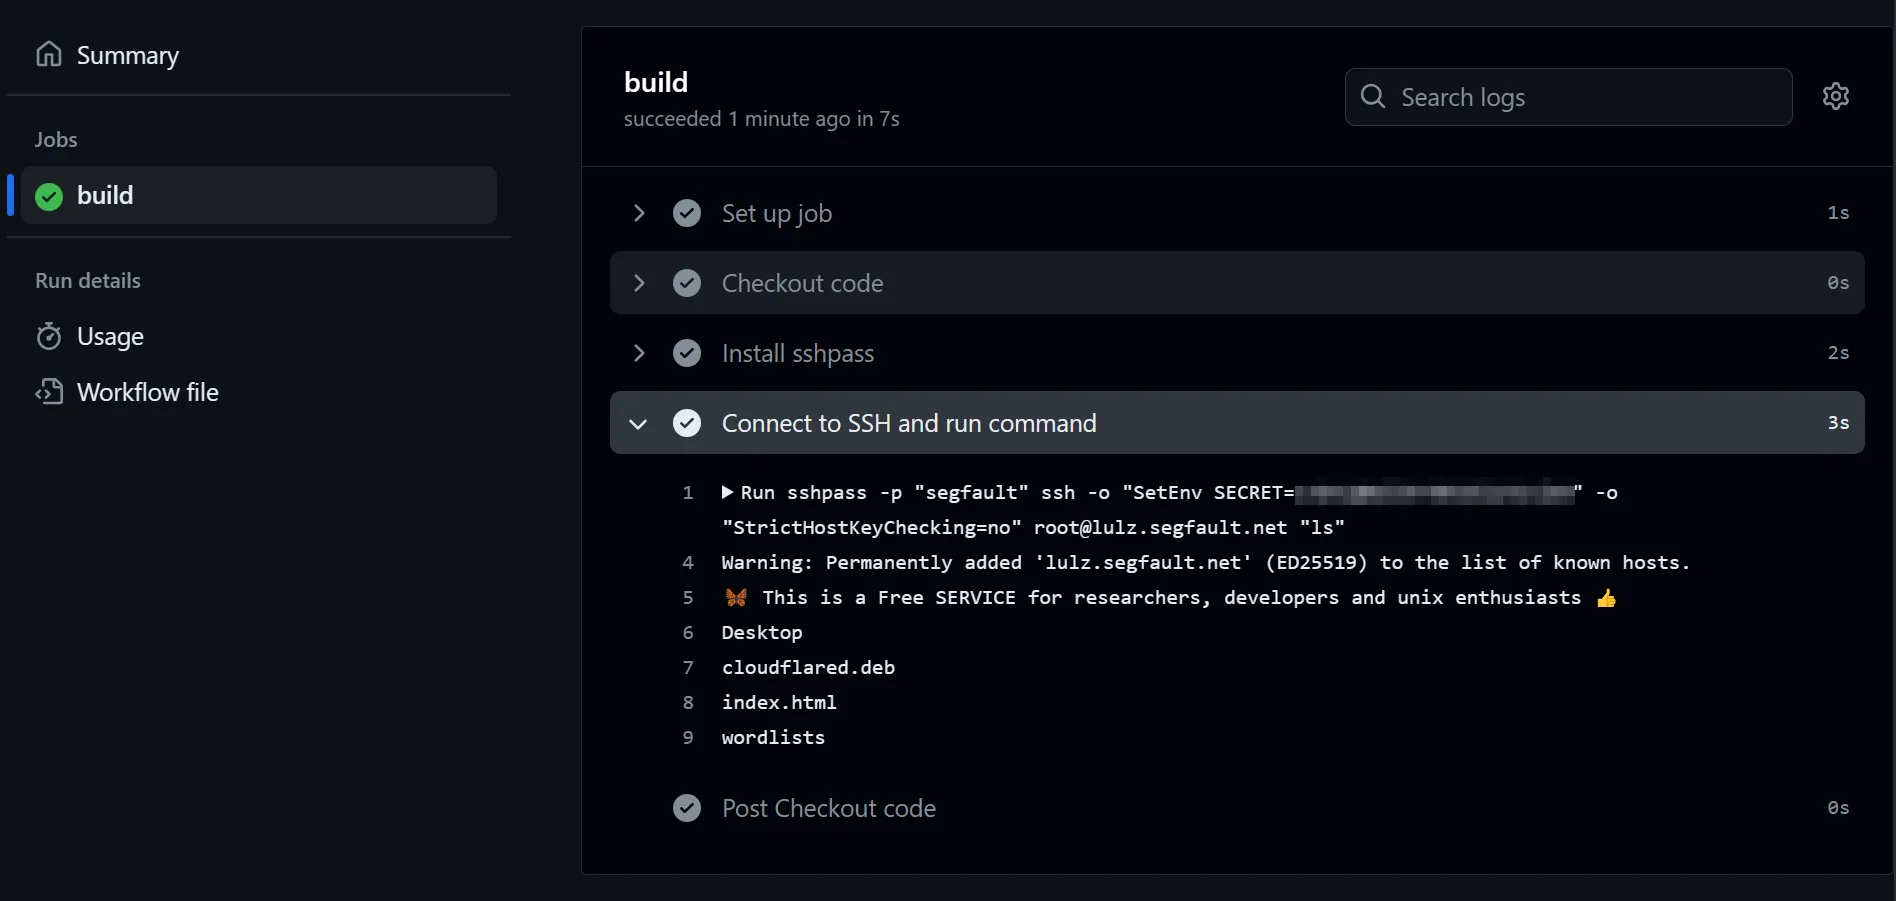 Summary
Jobs
build
Run details
Usage
Workflow file
build
succeeded 1 minute ago in 7s
Search logs
Set up job 1s
Checkout code 0s
Install sshpass 2s
Connect to SSH and run command 3s
1 Run sshpass -p "segfault" ssh -o "SetEnv SECRET=" -o
"StrictHostKeyChecking=no" root@lulz.segfault.net "ls"
4 Warning: Permanently added 'lulz.segfault.net' (ED25519) to the list of known hosts.
5 🦋 This is a Free SERVICE for researchers, developers and unix enthusiasts 👍
6 Desktop
7 cloudflared.deb
8 index.html
9 wordlists
Post Checkout code 0s